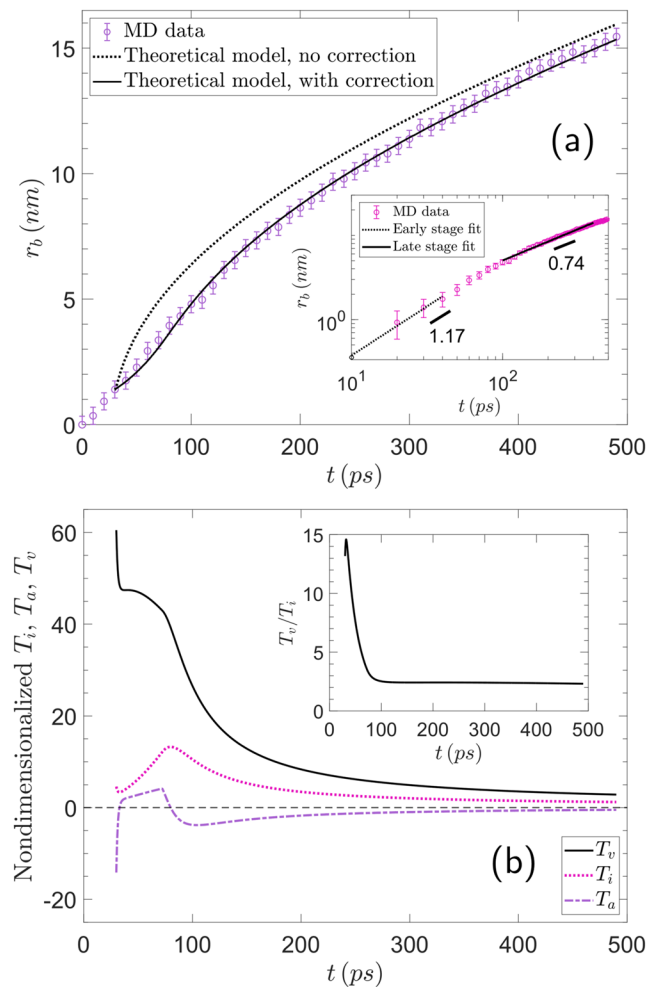 MD data
Theoretical model, no correction
Theoretical model, with correction
(a)
15
10
5
0
r_b (nm)
MD data
Early stage fit
Late stage fit
0.74
1.17
10^0
r_b (nm)
10^1
10^2
t (ps)
0
100
200
300
400
500
t (ps)
60
40
20
0
-20
Nondimensionalized T_i, T_a, T_v
15
10
5
0
T_v/T_i
0
100
200
300
400
500
t (ps)
(b)
T_v
T_i
T_a
0
100
200
300
400
500
t (ps)